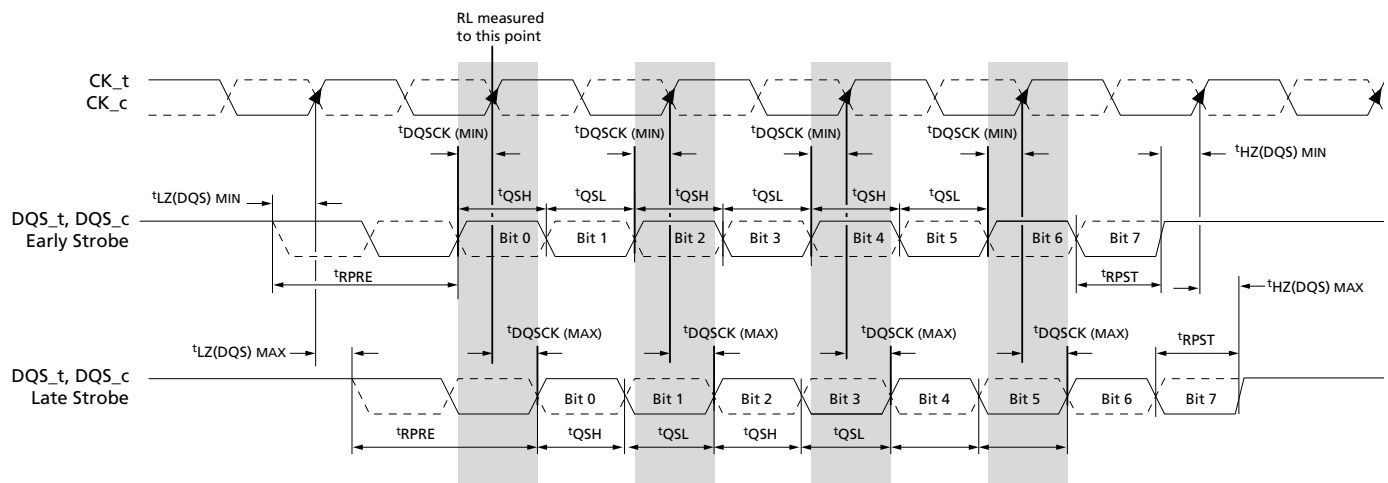 RL measured
to this point
CK_t
CK_c
tDQSCK (MIN) tDQSCK (MIN) tDQSCK (MIN) tDQSCK (MIN)
tHZ(DQS) MIN
tLZ(DQS) MIN
tQSH tQSL tQSH tQSL tQSH tQSL
DQS_t, DQS_c
Early Strobe
Bit 0 Bit 1 Bit 2 Bit 3 Bit 4 Bit 5 Bit 6 Bit 7
tRPRE
tRPST
tHZ(DQS) MAX
tDQSCK (MAX) tDQSCK (MAX) tDQSCK (MAX) tDQSCK (MAX)
tRPST
tLZ(DQS) MAX
DQS_t, DQS_c
Late Strobe
Bit 0 Bit 1 Bit 2 Bit 3 Bit 4 Bit 5 Bit 6 Bit 7
tRPRE
tQSH tQSL tQSH tQSL